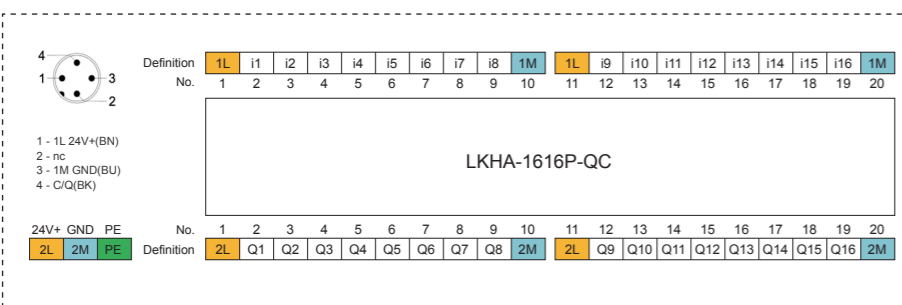 4
1
3
2
1 - 1L 24V+(BN)
2 - nc
3 - 1M GND(BU)
4 - C/Q(BK)
Definition 1L i1 i2 i3 i4 i5 i6 i7 i8 1M 1L i9 i10 i11 i12 i13 i14 i15 i16 1M
No. 1 2 3 4 5 6 7 8 9 10 11 12 13 14 15 16 17 18 19 20
LKHA-1616P-QC
24V+ GND PE No. 1 2 3 4 5 6 7 8 9 10 11 12 13 14 15 16 17 18 19 20
2L 2M PE Definition 2L Q1 Q2 Q3 Q4 Q5 Q6 Q7 Q8 2M 2L Q9 Q10 Q11 Q12 Q13 Q14 Q15 Q16 2M